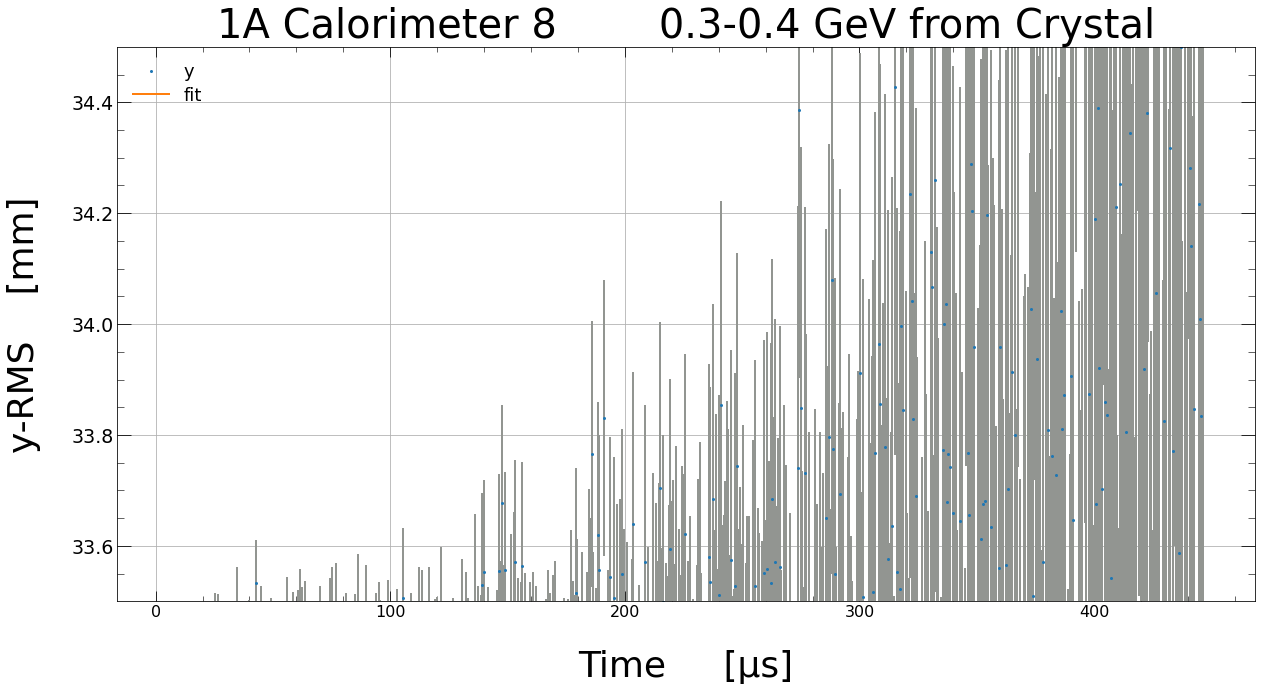 1A Calorimeter 8 0.3-0.4 GeV from Crystal
y
fit
34.4
34.2
34.0
33.8
33.6
y-RMS [mm]
0 100 200 300 400
Time [µs]